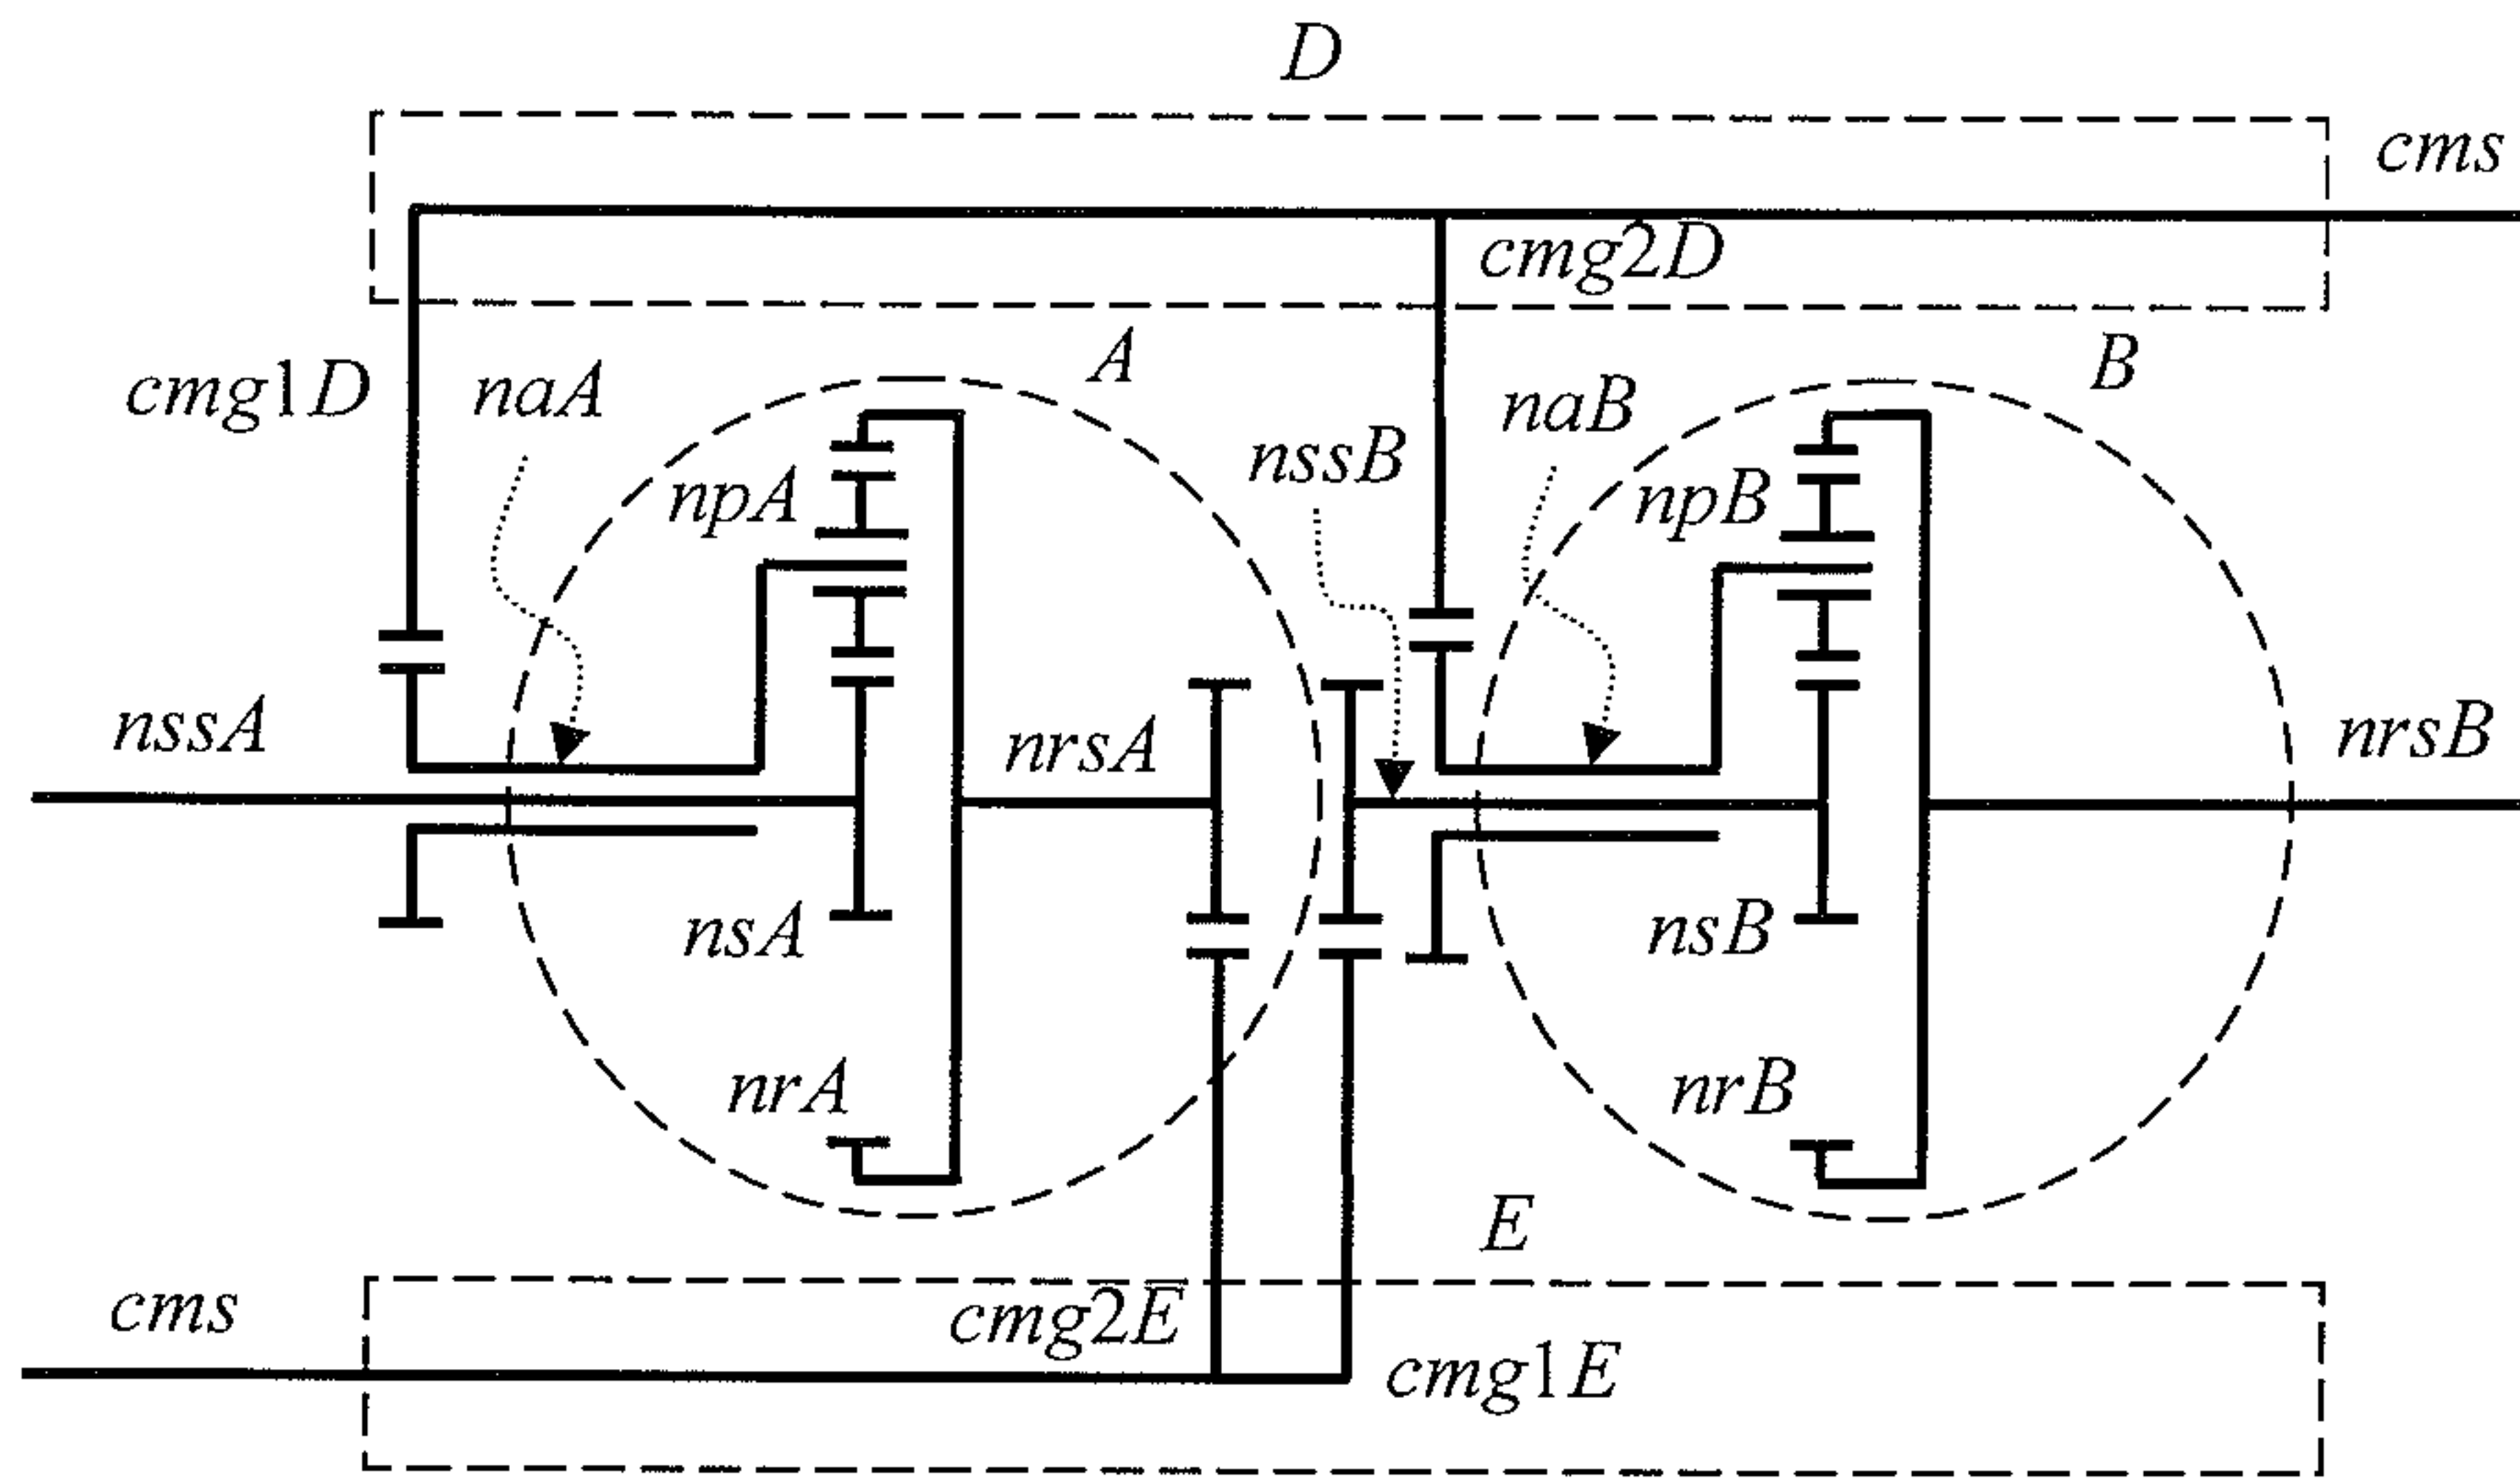 D
cms
cmg2D
A
B
cmg1D
naA
naB
nssB
npA
npB
nssA
nrsA
nrsB
nsA
nsB
nrA
nrB
E
cms
cmg2E
cmg1E